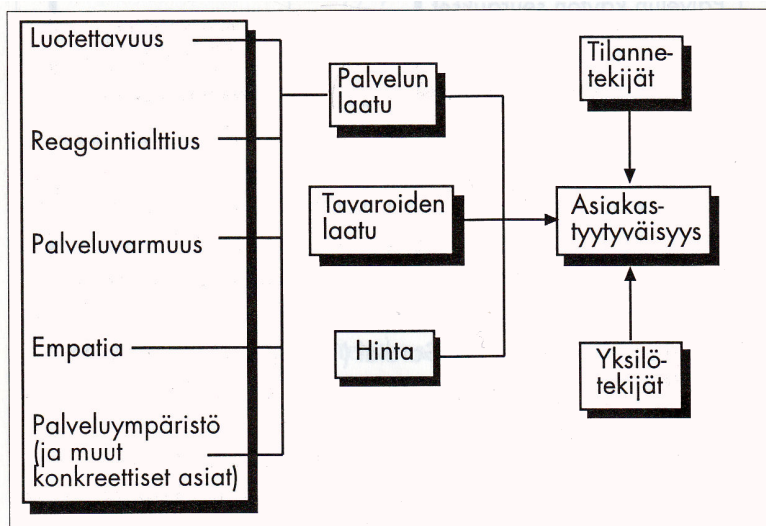 Luotettavuus
Reagointialttius
Palveluvarmuus
Empatia
Palveluympäristö
(ja muut
konkreettiset asiat)
Palvelun
laatu
Tavaroiden
laatu
Hinta
Tilanne-
tekijät
Asiakas-
tyytyväisyys
Yksilö-
tekijät